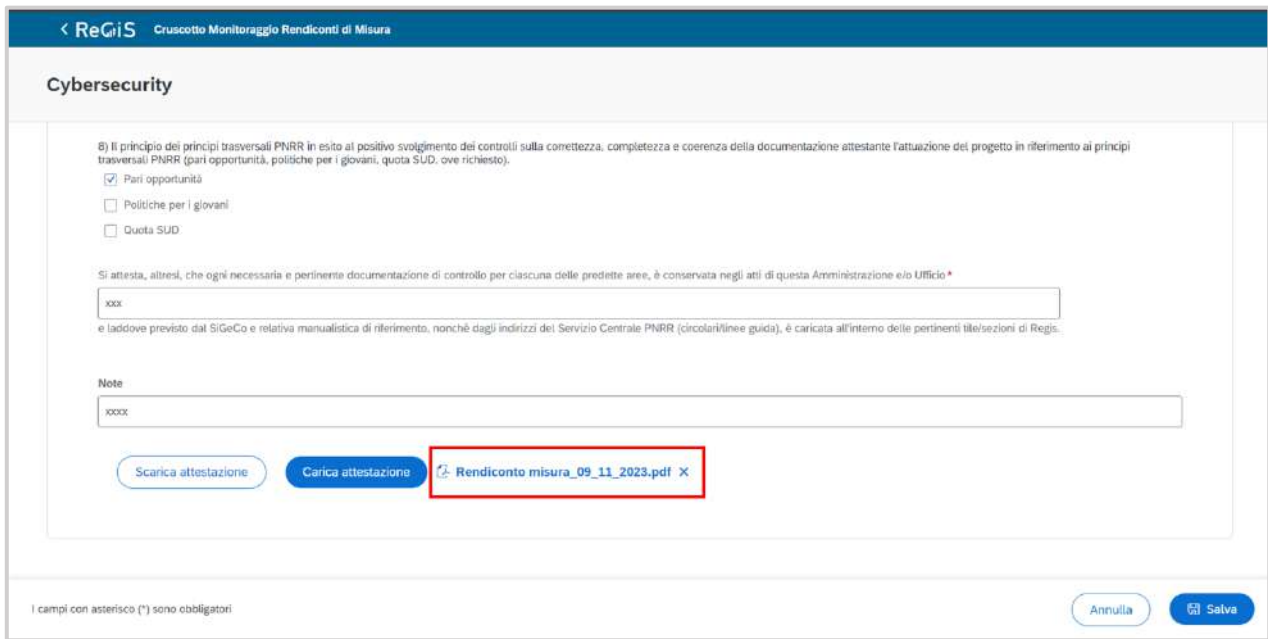 < ReGiS Cruscotto Monitoraggio Rendiconti di Misura
Cybersecurity
8) Il principio dei principi trasversali PNRR in esito al positivo svolgimento dei controlli sulla correttezza, completezza e coerenza della documentazione attestante l'attuazione del progetto in riferimento ai principi
trasversali PNRR (pari opportunità, politiche per i giovani, quota SUD, ove richiesto).
Pari opportunità
Politiche per i giovani
Quota SUD
Si attesta, altresì, che ogni necessaria e pertinente documentazione di controllo per ciascuna delle predette aree, è conservata negli atti di questa Amministrazione e/o Ufficio*
xxx
e laddove previsto dal SiGeCo e relativa manualistica di riferimento, nonchè dagli indirizzi del Servizio Centrale PNRR (circolari/linee guida), è caricata all'interno delle pertinenti tile/sezioni di Regis.
Note
xxxx
Scarica attestazione Carica attestazione Rendiconto misura_09_11_2023.pdf ×
I campi con asterisco (*) sono obbligatori Annulla Salva